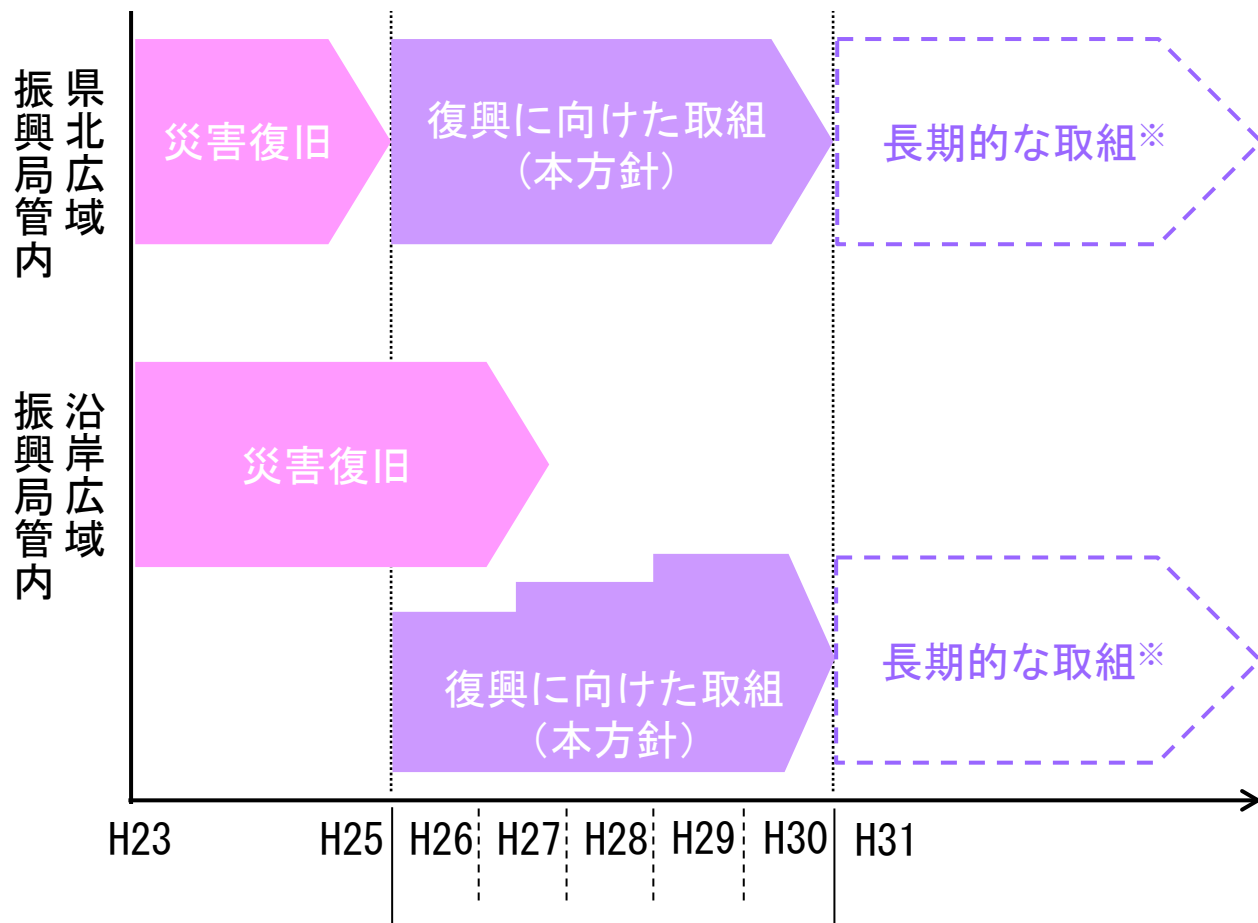 県北広域
振興局管内
災害復旧
復興に向けた取組
（本方針）
長期的な取組※
沿岸広域
振興局管内
災害復旧
復興に向けた取組
（本方針）
長期的な取組※
H23 H25 H26 H27 H28 H29 H30 H31